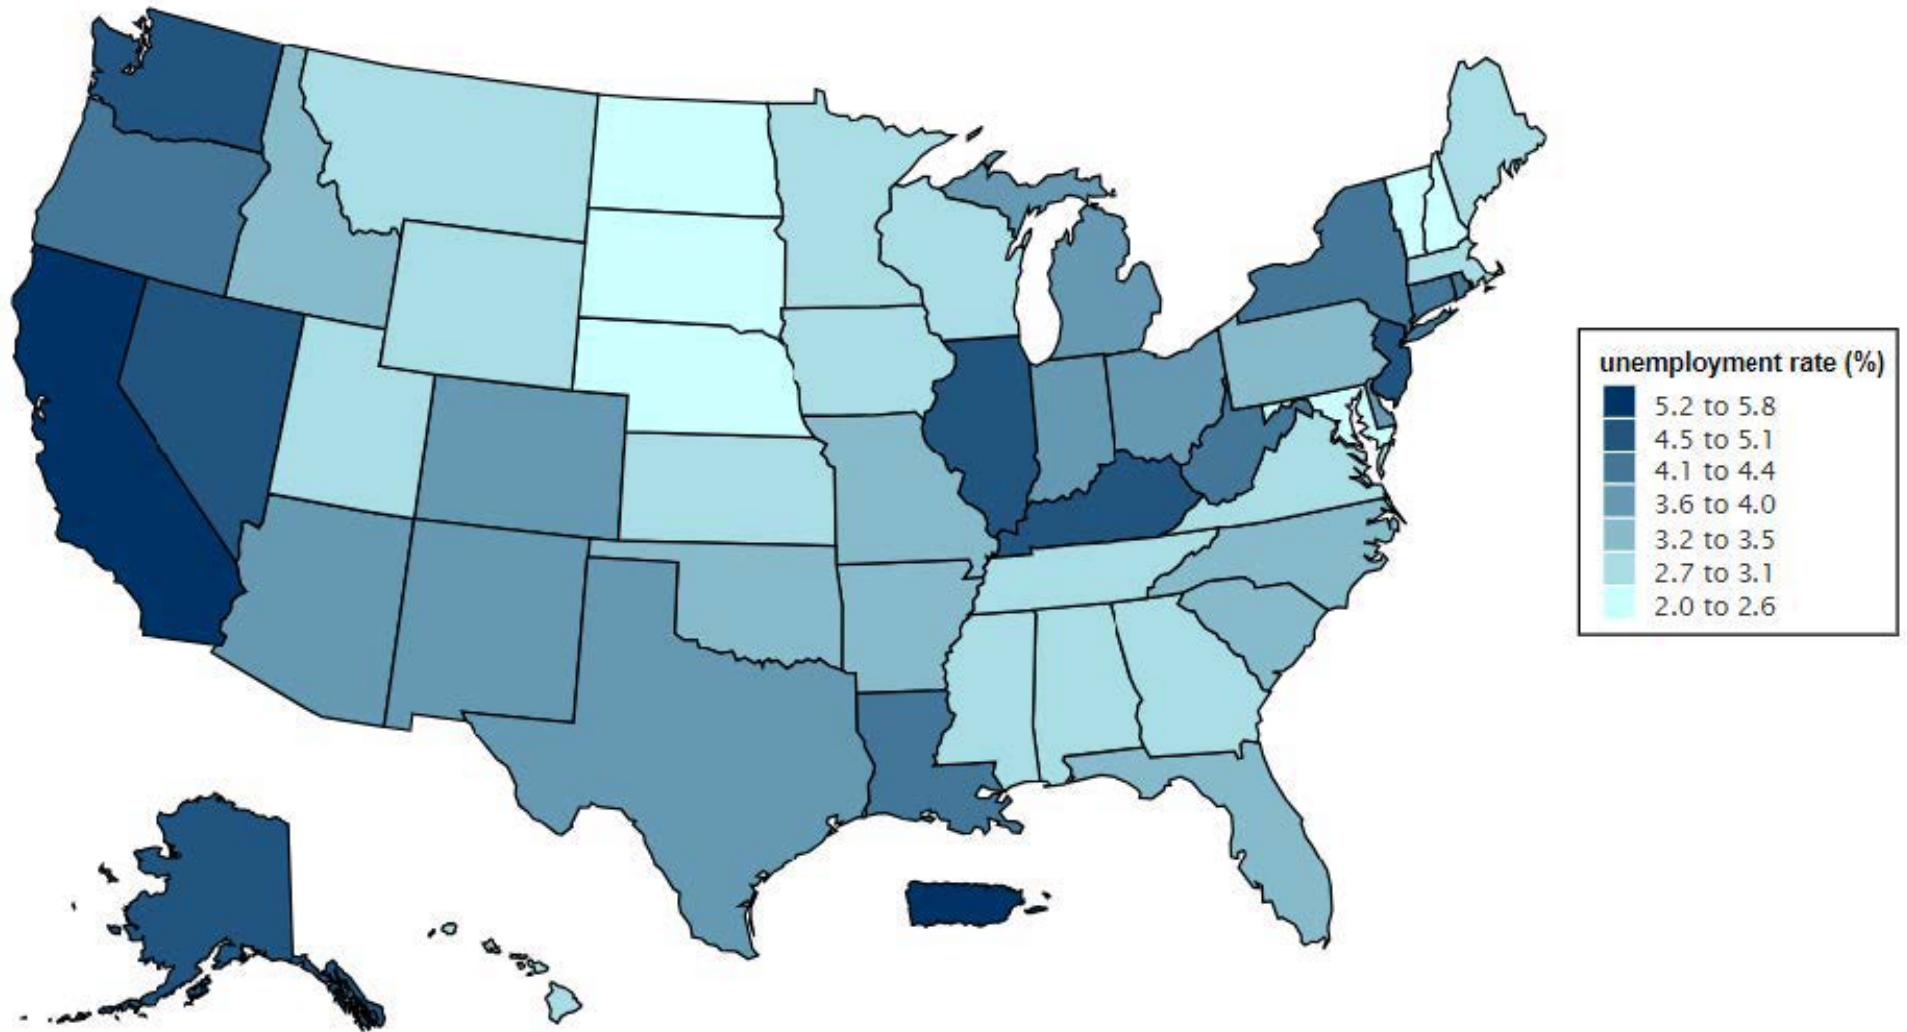 unemployment rate (%)
5.2 to 5.8
4.5 to 5.1
4.1 to 4.4
3.6 to 4.0
3.2 to 3.5
2.7 to 3.1
2.0 to 2.6